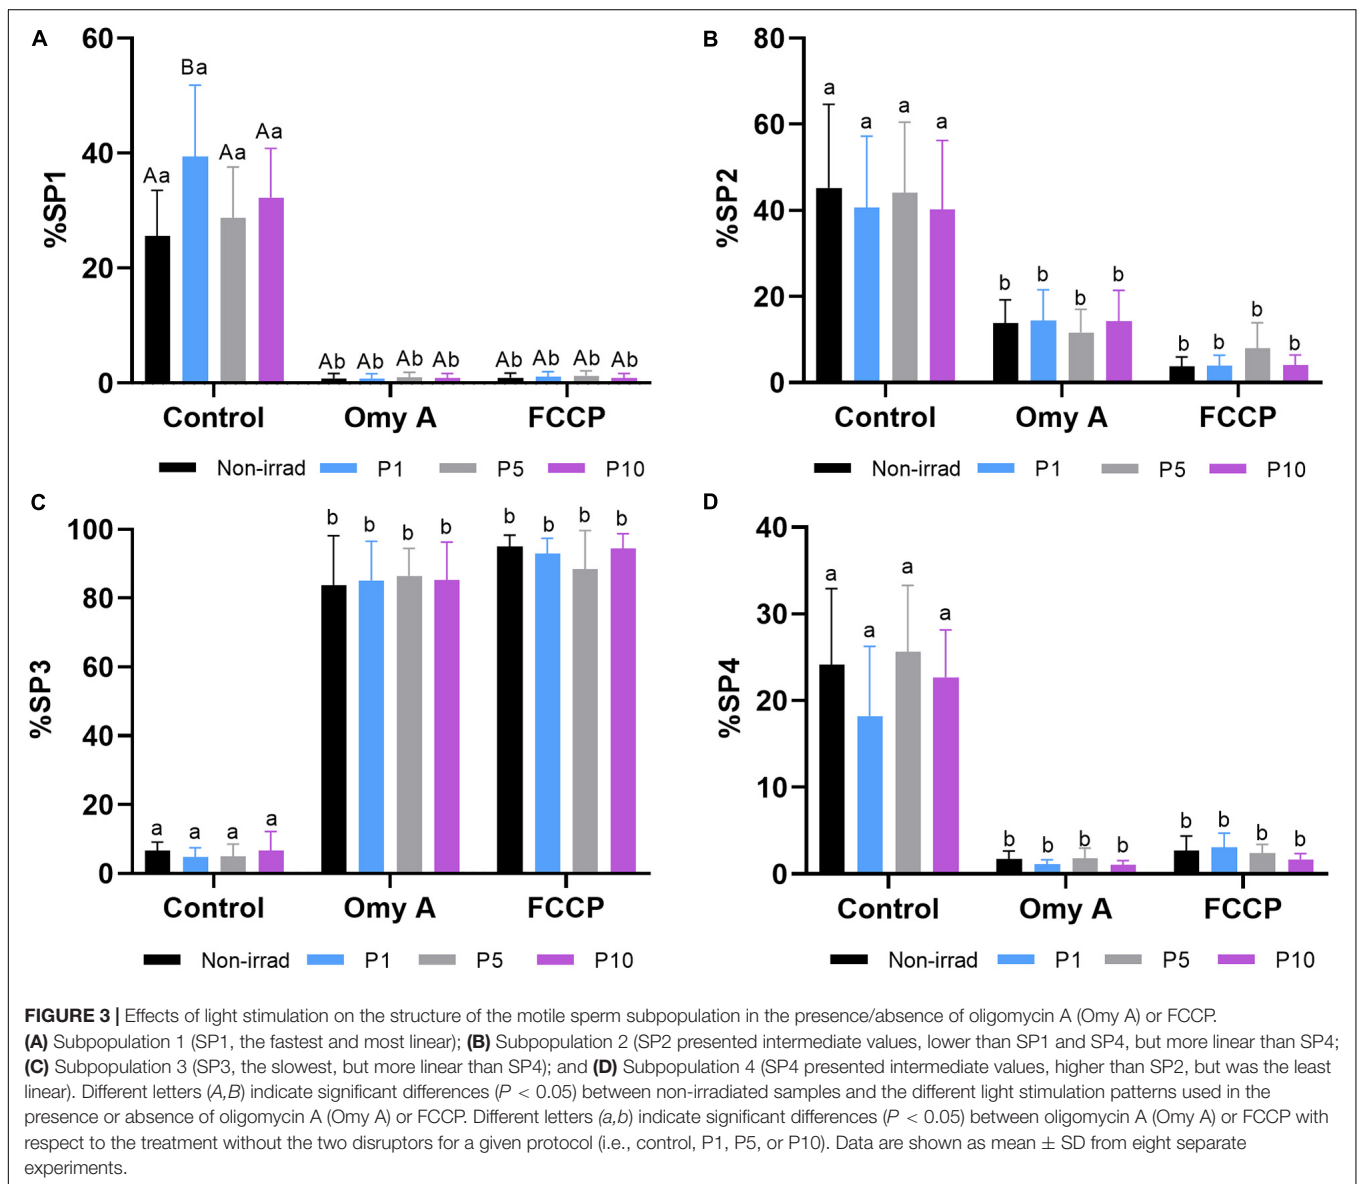 A
60
40
20
0
%SP1
Aa Ba Aa Aa
Ab Ab Ab Ab
Ab Ab Ab Ab
Control Omy A FCCP
Non-irrad P1 P5 P10
B
80
60
40
20
0
%SP2
a a a a
b b b b
b b b b
Control Omy A FCCP
Non-irrad P1 P5 P10
C
100
80
60
40
20
0
%SP3
a a a a
b b b b
b b b b
Control Omy A FCCP
Non-irrad P1 P5 P10
D
40
30
20
10
0
%SP4
a a a a
b b b b
b b b b
Control Omy A FCCP
Non-irrad P1 P5 P10
FIGURE 3 | Effects of light stimulation on the structure of the motile sperm subpopulation in the presence/absence of oligomycin A (Omy A) or FCCP.
(A) Subpopulation 1 (SP1, the fastest and most linear); (B) Subpopulation 2 (SP2 presented intermediate values, lower than SP1 and SP4, but more linear than SP4;
(C) Subpopulation 3 (SP3, the slowest, but more linear than SP4); and (D) Subpopulation 4 (SP4 presented intermediate values, higher than SP2, but was the least
linear). Different letters (A,B) indicate significant differences (P < 0.05) between non-irradiated samples and the different light stimulation patterns used in the
presence or absence of oligomycin A (Omy A) or FCCP. Different letters (a,b) indicate significant differences (P < 0.05) between oligomycin A (Omy A) or FCCP with
respect to the treatment without the two disruptors for a given protocol (i.e., control, P1, P5, or P10). Data are shown as mean ± SD from eight separate
experiments.